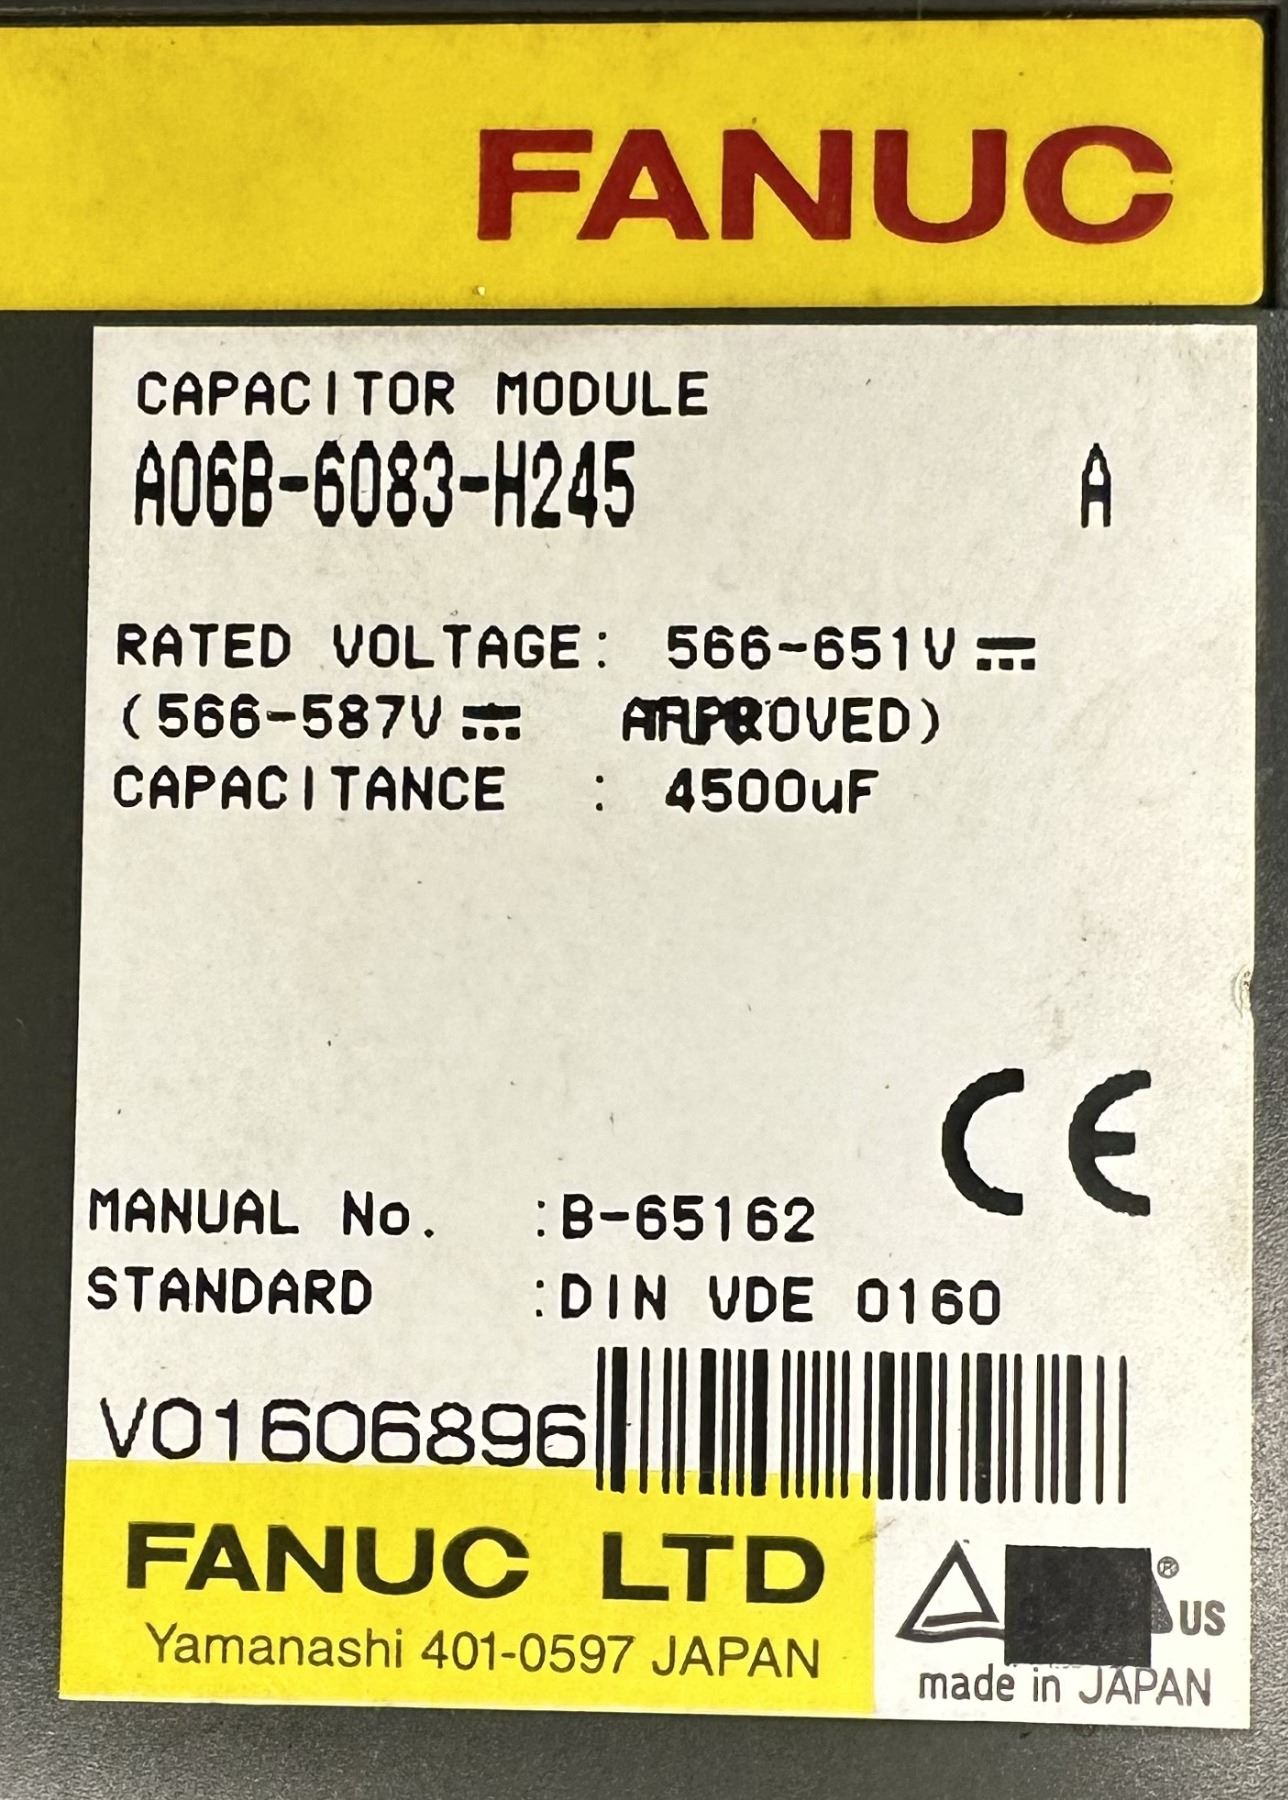 FANUC
CAPACITOR MODULE
A06B-6083-H245 A
RATED VOLTAGE: 566-651V
(566-587V APPROVED)
CAPACITANCE : 4500uF
CE
MANUAL No. :B-65162
STANDARD :DIN VDE 0160
V01606896
FANUC LTD
Yamanashi 401-0597 JAPAN
® US
made in JAPAN